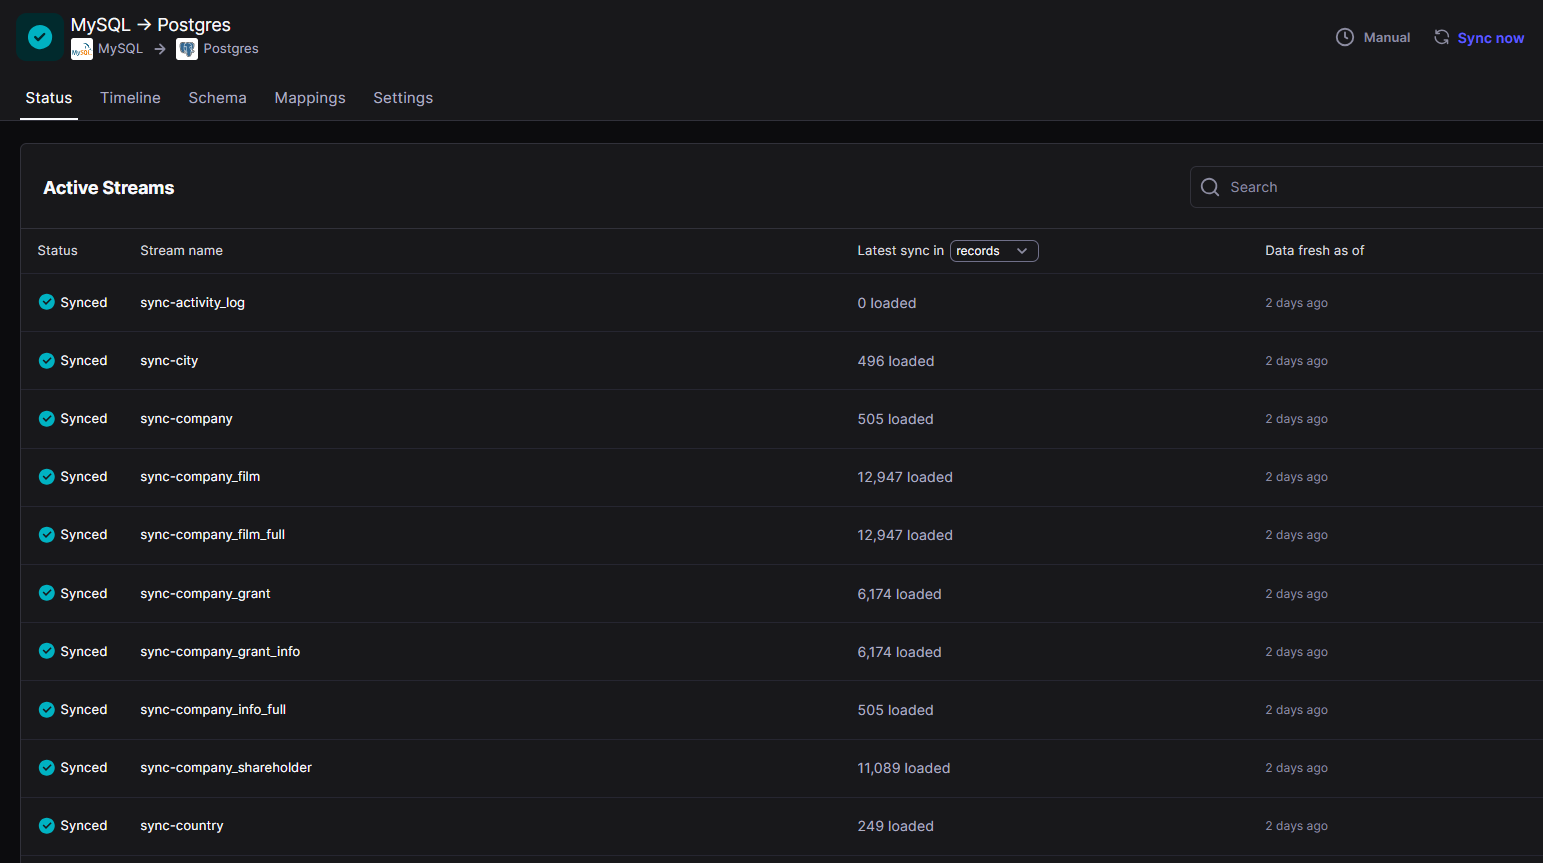 MySQL → Postgres
MySQL → Postgres
Manual
Sync now
Status Timeline Schema Mappings Settings
Active Streams
Search
Status Stream name Latest sync in records Data fresh as of
Synced sync-activity_log 0 loaded 2 days ago
Synced sync-city 496 loaded 2 days ago
Synced sync-company 505 loaded 2 days ago
Synced sync-company_film 12,947 loaded 2 days ago
Synced sync-company_film_full 12,947 loaded 2 days ago
Synced sync-company_grant 6,174 loaded 2 days ago
Synced sync-company_grant_info 6,174 loaded 2 days ago
Synced sync-company_info_full 505 loaded 2 days ago
Synced sync-company_shareholder 11,089 loaded 2 days ago
Synced sync-country 249 loaded 2 days ago